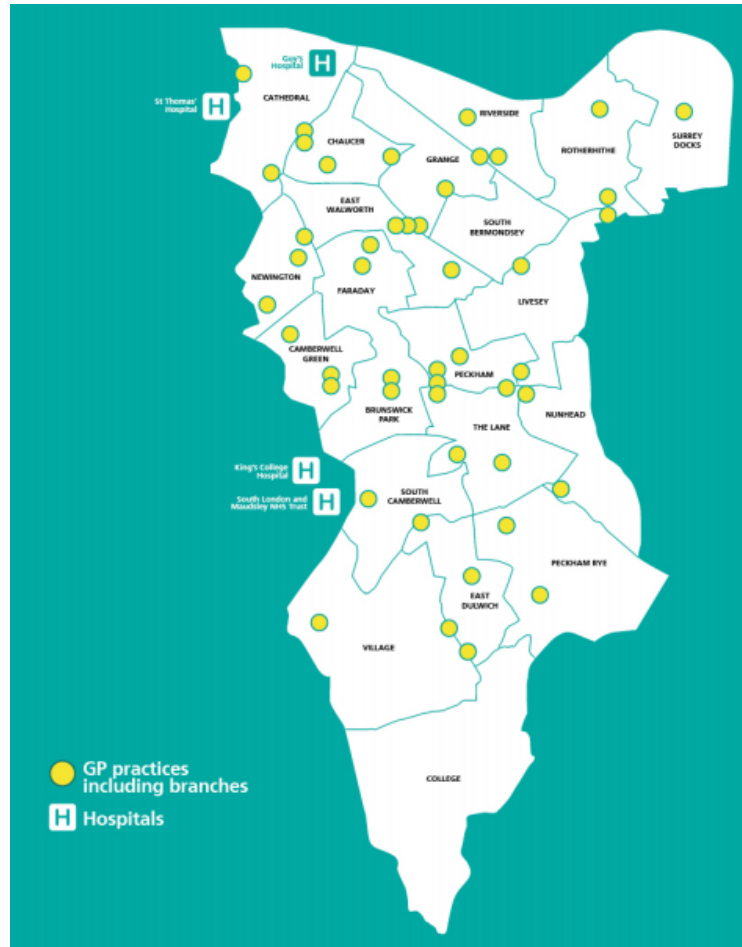 Guy's
Hospital
H
St Thomas'
Hospital
H
CATHEDRAL
RIVERSIDE
CHAUCER
GRANGE
ROTHERHITHE
SURREY
DOCKS
EAST
WALWORTH
SOUTH
BERMONDSEY
NEWINGTON
FARADAY
LIVESEY
CAMBERWELL
GREEN
PECKHAM
BRUNSWICK
PARK
THE LANE
NUNHEAD
King's College
Hospital
H
South London and
Maudsley NHS Trust
H
SOUTH
CAMBERWELL
PECKHAM RYE
EAST
DULWICH
VILLAGE
COLLEGE
GP practices
including branches
H Hospitals